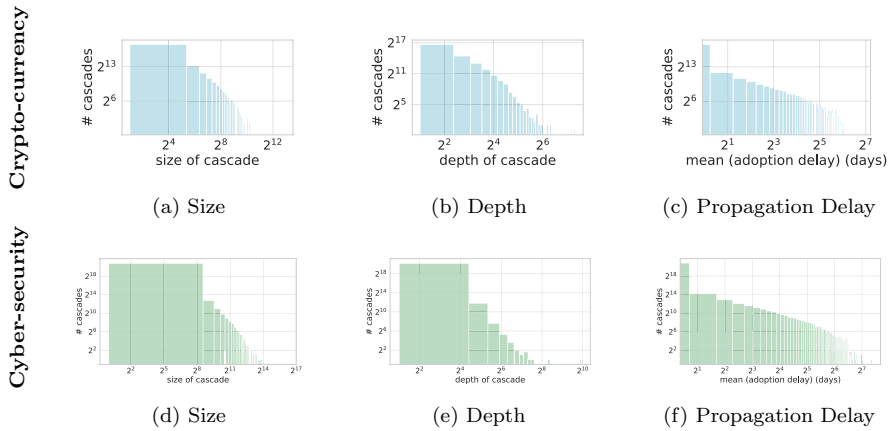 Crypto-currency
# cascades
2^13
2^6
2^4 2^8 2^12
size of cascade
(a) Size
# cascades
2^17
2^11
2^5
2^2 2^4 2^6
depth of cascade
(b) Depth
# cascades
2^13
2^6
2^1 2^3 2^5 2^7
mean (adoption delay) (days)
(c) Propagation Delay
Cyber-security
# cascades
2^18
2^14
2^10
2^6
2^2
2^2 2^5 2^8 2^11 2^14 2^17
size of cascade
(d) Size
# cascades
2^18
2^14
2^10
2^6
2^2
2^2 2^4 2^6 2^8 2^10
depth of cascade
(e) Depth
# cascades
2^18
2^14
2^10
2^6
2^2
2^1 2^2 2^3 2^4 2^5 2^6 2^7
mean (adoption delay) (days)
(f) Propagation Delay